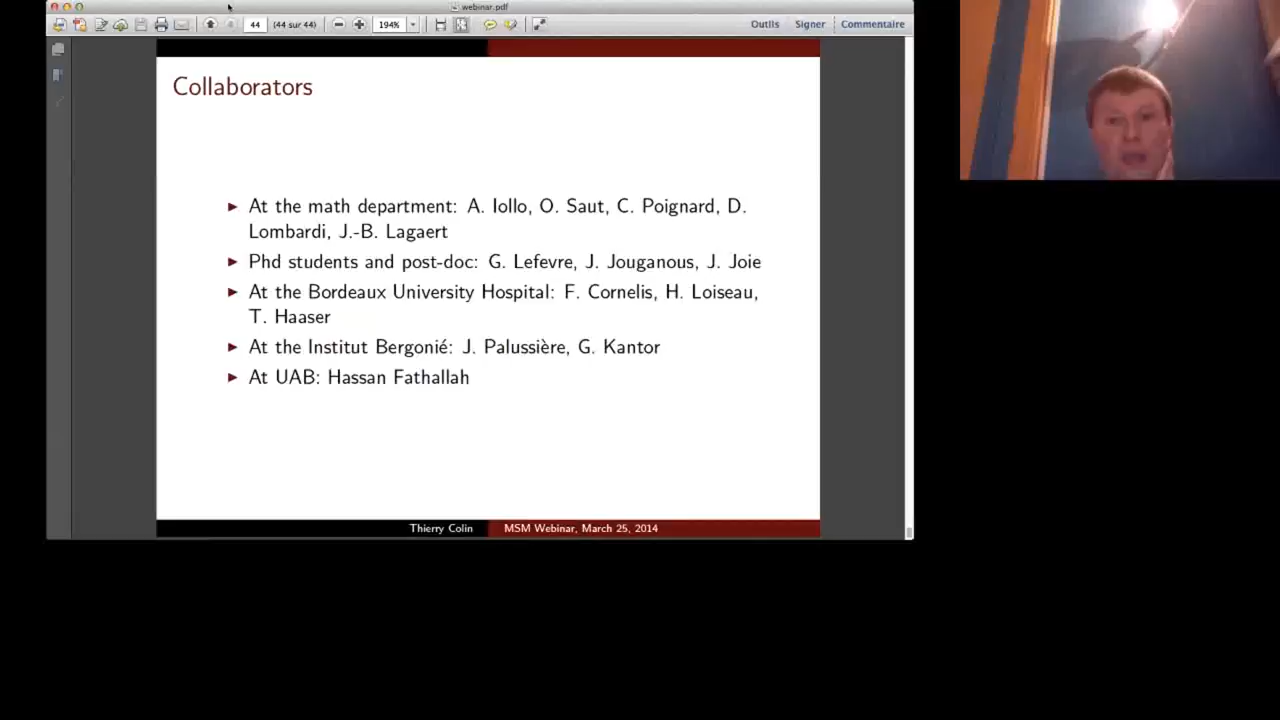 webinar.pdf
44 (44 sur 44) 194% Outils Signer Commentaire
Collaborators
At the math department: A. Iollo, O. Saut, C. Poignard, D.
Lombardi, J.-B. Lagaert
Phd students and post-doc: G. Lefevre, J. Jouganous, J. Joie
At the Bordeaux University Hospital: F. Cornelis, H. Loiseau,
T. Haaser
At the Institut Bergonié: J. Palussière, G. Kantor
At UAB: Hassan Fathallah
Thierry Colin MSM Webinar, March 25, 2014